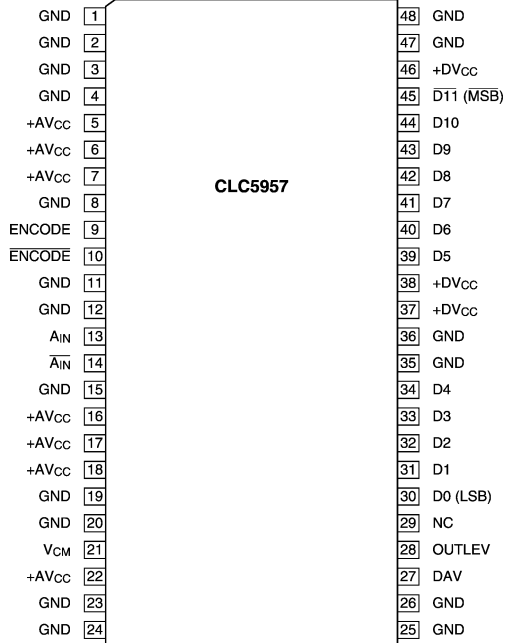 GND 1 48 GND
GND 2 47 GND
GND 3 46 +DVCC
GND 4 45 D̅1̅1̅ (M̅S̅B̅)
+AVCC 5 44 D10
+AVCC 6 43 D9
+AVCC 7 42 D8
CLC5957
GND 8 41 D7
ENCODE 9 40 D6
E̅N̅C̅O̅D̅E̅ 10 39 D5
GND 11 38 +DVCC
GND 12 37 +DVCC
AIN 13 36 GND
A̅I̅N̅ 14 35 GND
GND 15 34 D4
+AVCC 16 33 D3
+AVCC 17 32 D2
+AVCC 18 31 D1
GND 19 30 D0 (LSB)
GND 20 29 NC
VCM 21 28 OUTLEV
+AVCC 22 27 DAV
GND 23 26 GND
GND 24 25 GND